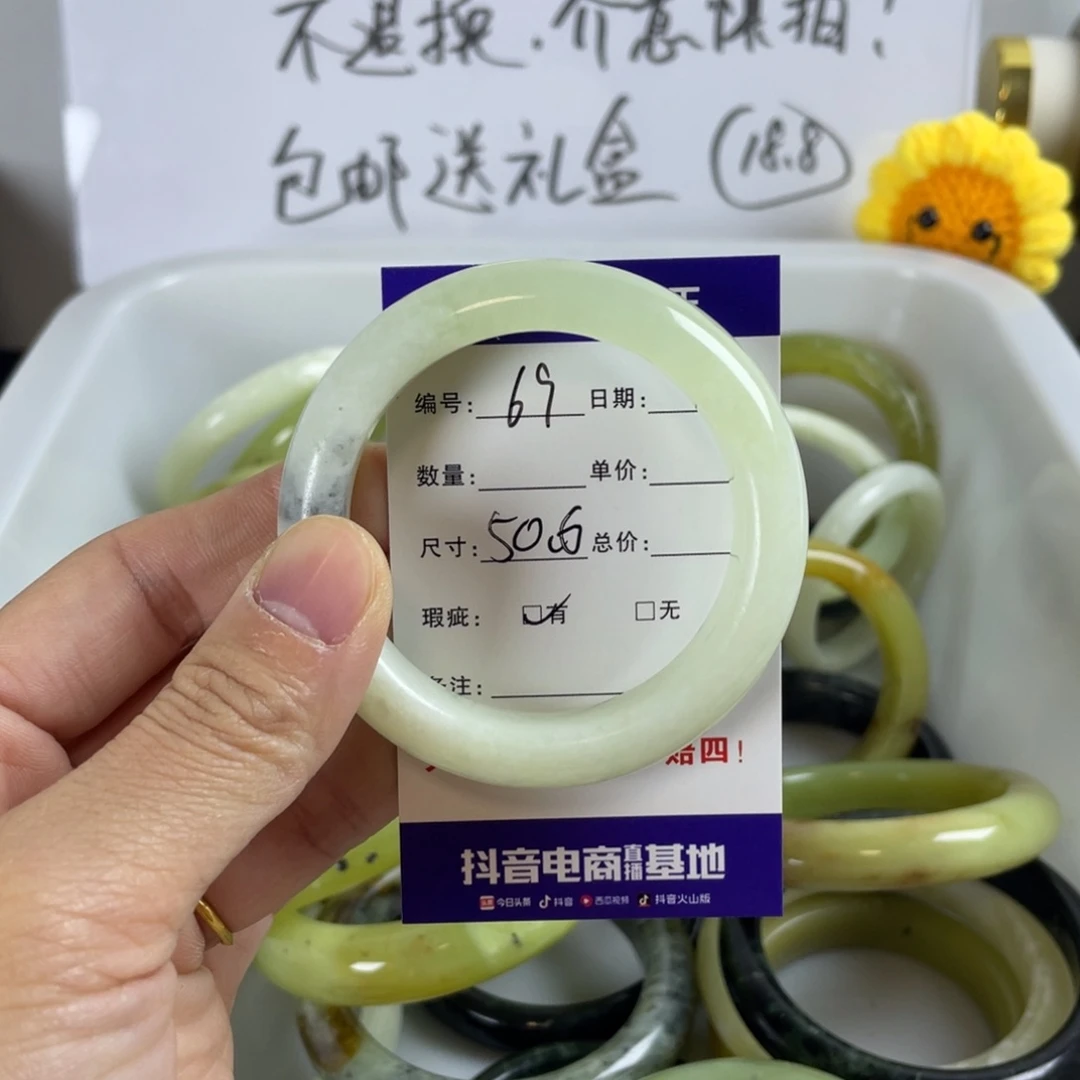 不退换，介意慎拍！
包邮送礼盒 18.8
编号： 69 日期：
数量： 单价：
尺寸： 50.6 总价：
瑕疵： ☑有 □无
注：
赔四！
抖音电商直播基地
今日头条 抖音 西瓜视频 抖音火山版